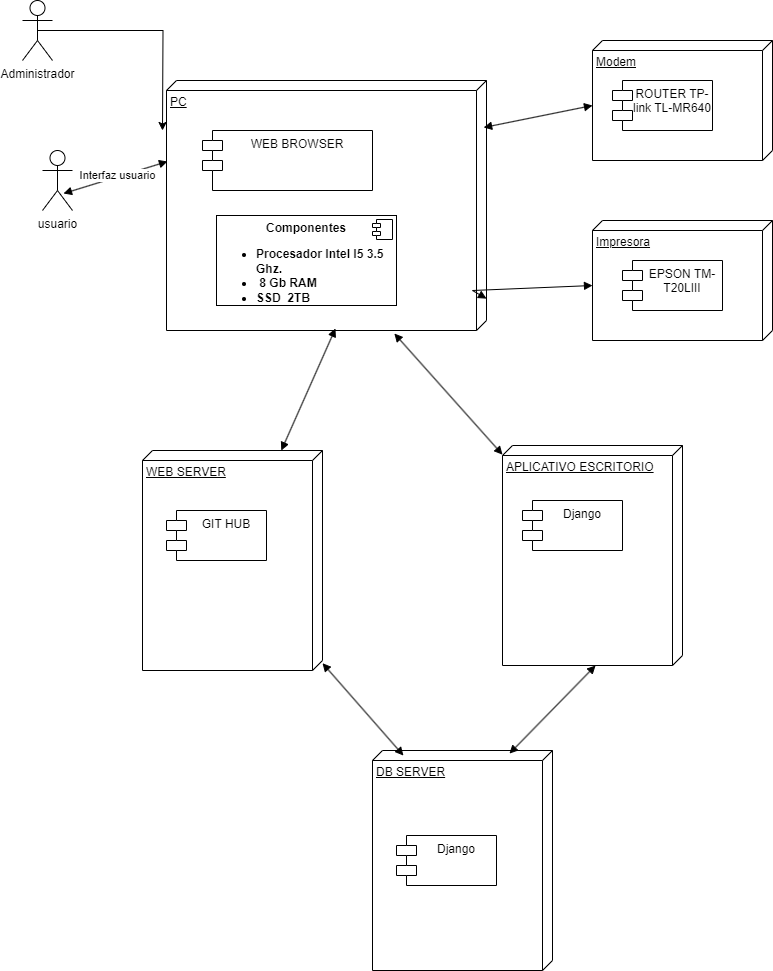 Administrador
Modem
ROUTER TP-
link TL-MR640
PC
WEB BROWSER
Interfaz usuario
usuario
Componentes
Procesador Intel I5 3.5
Ghz.
8 Gb RAM
SSD 2TB
Impresora
EPSON TM-
T20LIII
WEB SERVER
GIT HUB
APLICATIVO ESCRITORIO
Django
DB SERVER
Django